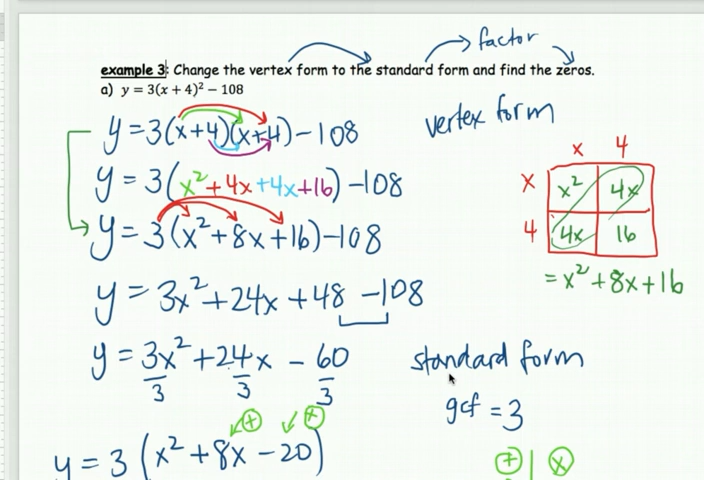 factor
example 3: Change the vertex form to the standard form and find the zeros.
a) y = 3(x + 4)² – 108
y = 3(x+4)(x+4) – 108
vertex form
y = 3(x² + 4x + 4x + 16) – 108
y = 3(x² + 8x + 16) – 108
x 4
x x² 4x
4 4x 16
= x² + 8x + 16
y = 3x² + 24x + 48 – 108
y = 3x² + 24x – 60
3 3 3
standard form
gcf = 3
+ x
y = 3 (x² + 8x – 20)
+ | x